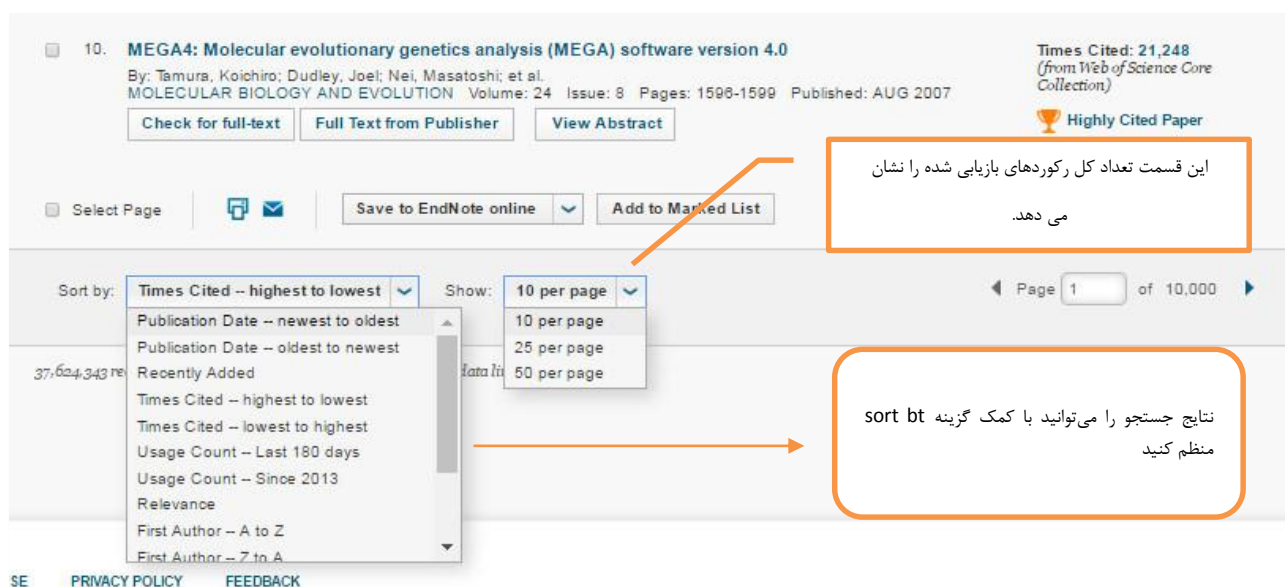 10. MEGA4: Molecular evolutionary genetics analysis (MEGA) software version 4.0
By: Tamura, Koichiro; Dudley, Joel; Nei, Masatoshi; et al.
MOLECULAR BIOLOGY AND EVOLUTION Volume: 24 Issue: 8 Pages: 1596-1599 Published: AUG 2007
Check for full-text Full Text from Publisher View Abstract
Times Cited: 21,248
(from Web of Science Core
Collection)
Highly Cited Paper
این قسمت تعداد کل رکوردهای بازیابی شده را نشان
می دهد.
Select Page Save to EndNote online Add to Marked List
Sort by: Times Cited -- highest to lowest Show: 10 per page Page 1 of 10,000
Publication Date -- newest to oldest
Publication Date -- oldest to newest
Recently Added
Times Cited -- highest to lowest
Times Cited -- lowest to highest
Usage Count -- Last 180 days
Usage Count -- Since 2013
Relevance
First Author -- A to Z
First Author -- Z to A
10 per page
25 per page
50 per page
37,624,343 re
data li
نتایج جستجو را می‌توانید با کمک گزینه sort bt
منظم کنید
SE PRIVACY POLICY FEEDBACK